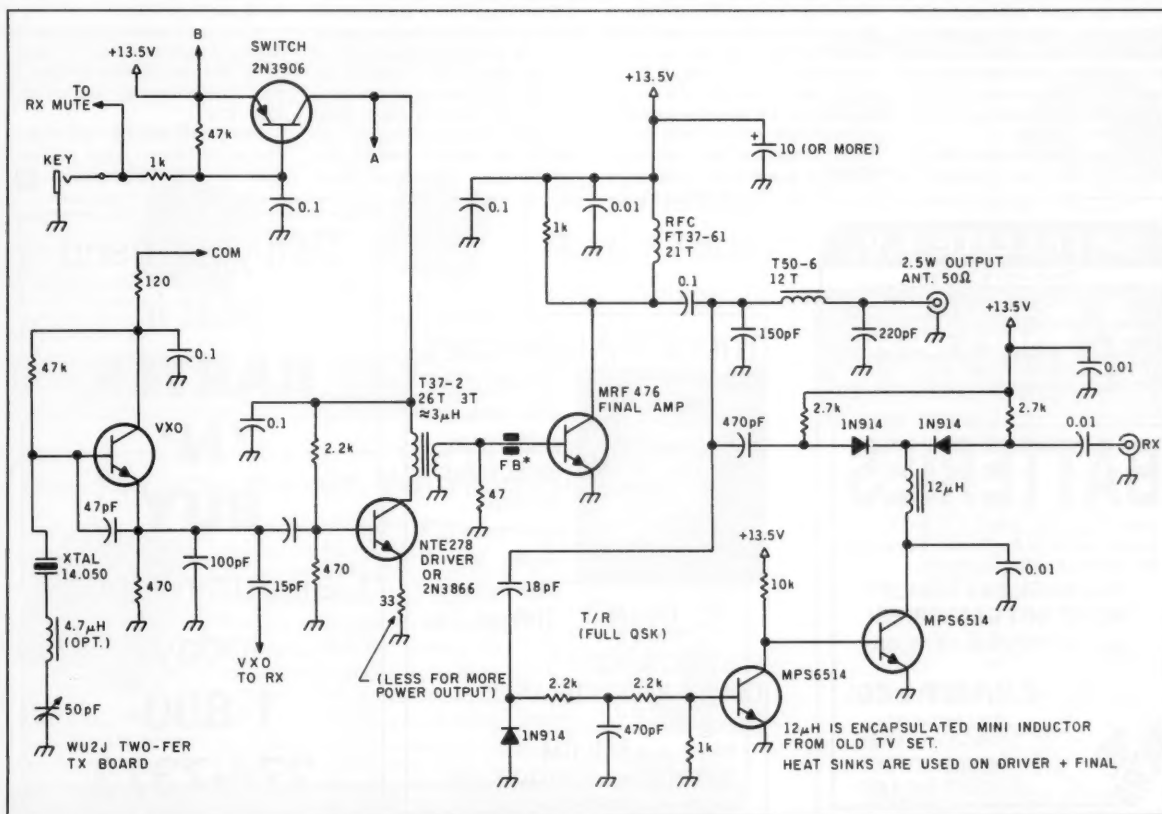 B
SWITCH
+13.5V
2N3906
TO
RX MUTE
47k
KEY
1k
A
0.1
COM
120
0.1
47k
VXO
47pF
XTAL
14.050
470
100pF
15pF
4.7µH
(OPT.)
VXO
TO RX
50pF
WU2J TWO-FER
TX BOARD
T37-2
26T 3T
≈3µH
0.1
2.2k
470
NTE278
DRIVER
OR
2N3866
33
(LESS FOR MORE
POWER OUTPUT)
FB*
47
+13.5V
10 (OR MORE)
+
0.1
1k
0.01
RFC
FT37-61
21T
0.1
MRF476
FINAL AMP
T50-6
12T
2.5W OUTPUT
ANT. 50Ω
150pF
220pF
+13.5V
0.01
2.7k
2.7k
470pF
1N914
1N914
0.01
RX
12µH
0.01
18pF
T/R
(FULL QSK)
+13.5V
10k
MPS6514
2.2k
2.2k
MPS6514
1N914
470pF
1k
12µH IS ENCAPSULATED MINI INDUCTOR
FROM OLD TV SET.
HEAT SINKS ARE USED ON DRIVER + FINAL